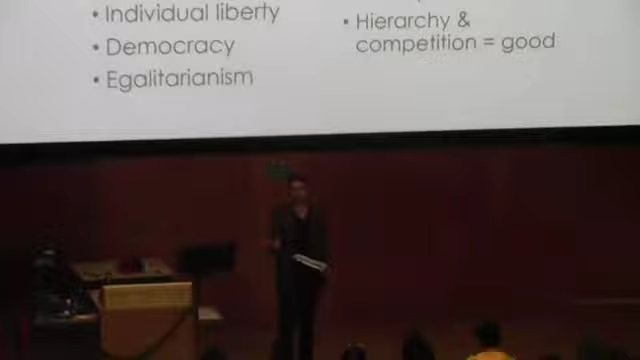 • Individual liberty
• Democracy
• Egalitarianism
• Hierarchy &
competition = good